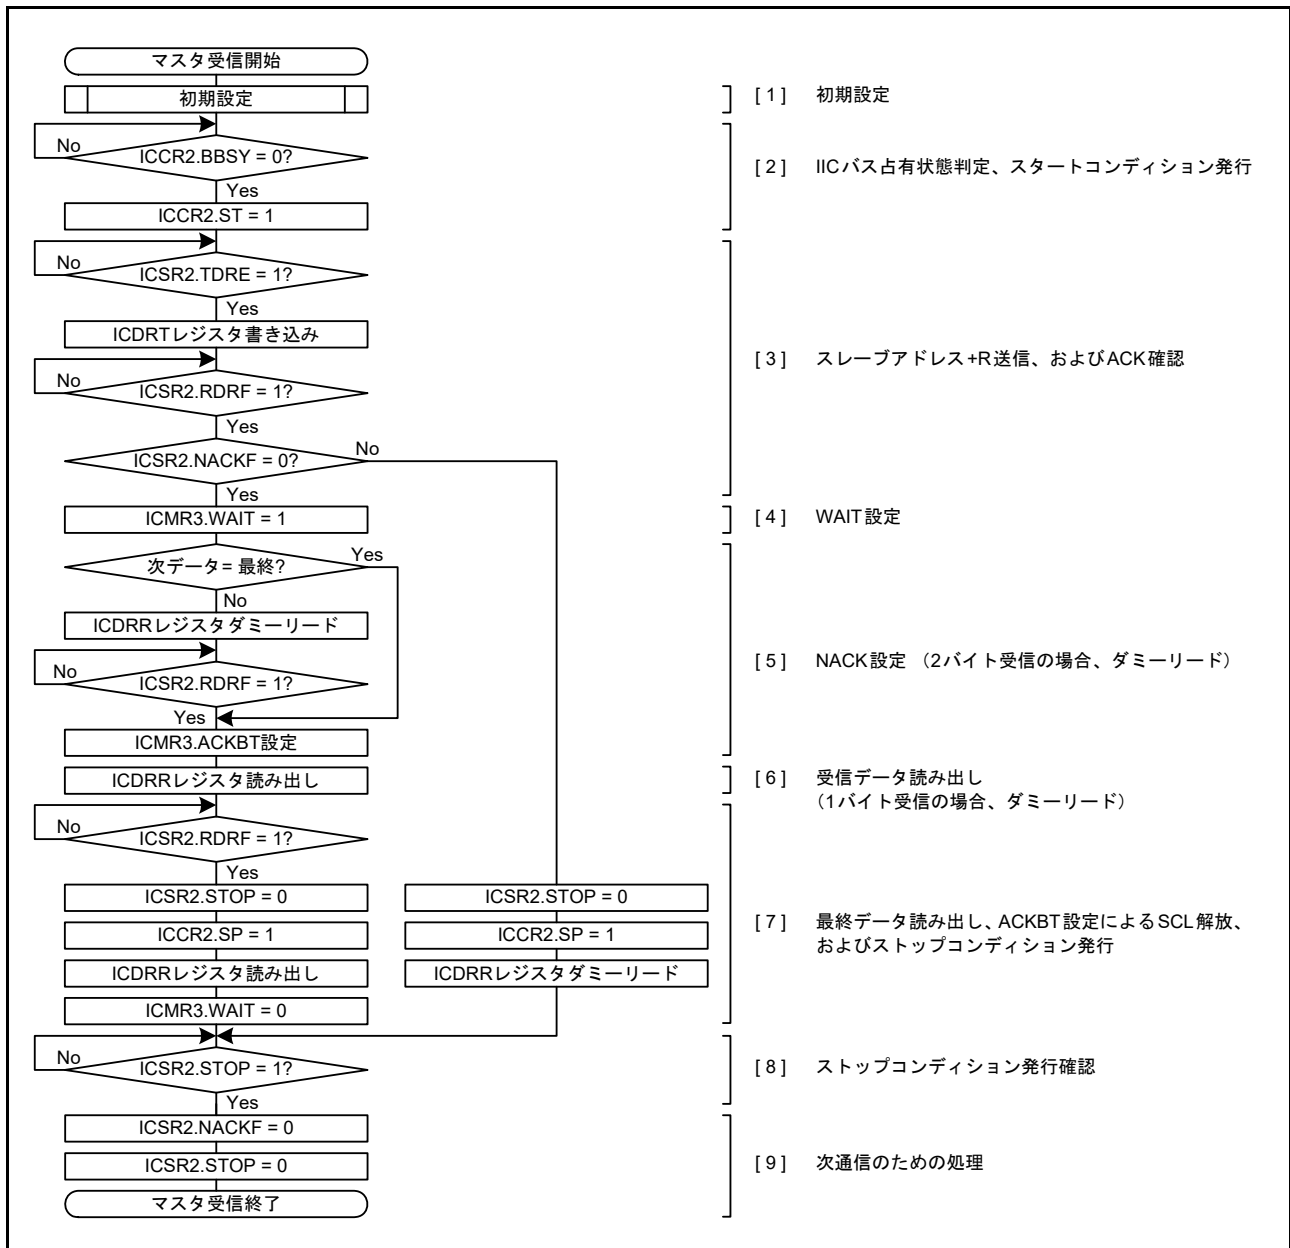 マスタ受信開始
初期設定
[1] 初期設定
No
ICCR2.BBSY = 0?
[2] IICバス占有状態判定、スタートコンディション発行
Yes
ICCR2.ST = 1
No
ICSR2.TDRE = 1?
Yes
ICDRTレジスタ書き込み
[3] スレーブアドレス+R送信、およびACK確認
No
ICSR2.RDRF = 1?
Yes
ICSR2.NACKF = 0?
No
Yes
ICMR3.WAIT = 1
[4] WAIT設定
次データ= 最終?
Yes
No
ICDRRレジスタダミーリード
[5] NACK設定 （2バイト受信の場合、ダミーリード）
No
ICSR2.RDRF = 1?
Yes
ICMR3.ACKBT設定
ICDRRレジスタ読み出し
[6] 受信データ読み出し
（1バイト受信の場合、ダミーリード）
No
ICSR2.RDRF = 1?
Yes
ICSR2.STOP = 0
ICSR2.STOP = 0
[7] 最終データ読み出し、ACKBT設定によるSCL解放、
およびストップコンディション発行
ICCR2.SP = 1
ICCR2.SP = 1
ICDRRレジスタ読み出し
ICDRRレジスタダミーリード
ICMR3.WAIT = 0
No
ICSR2.STOP = 1?
[8] ストップコンディション発行確認
Yes
ICSR2.NACKF = 0
ICSR2.STOP = 0
[9] 次通信のための処理
マスタ受信終了